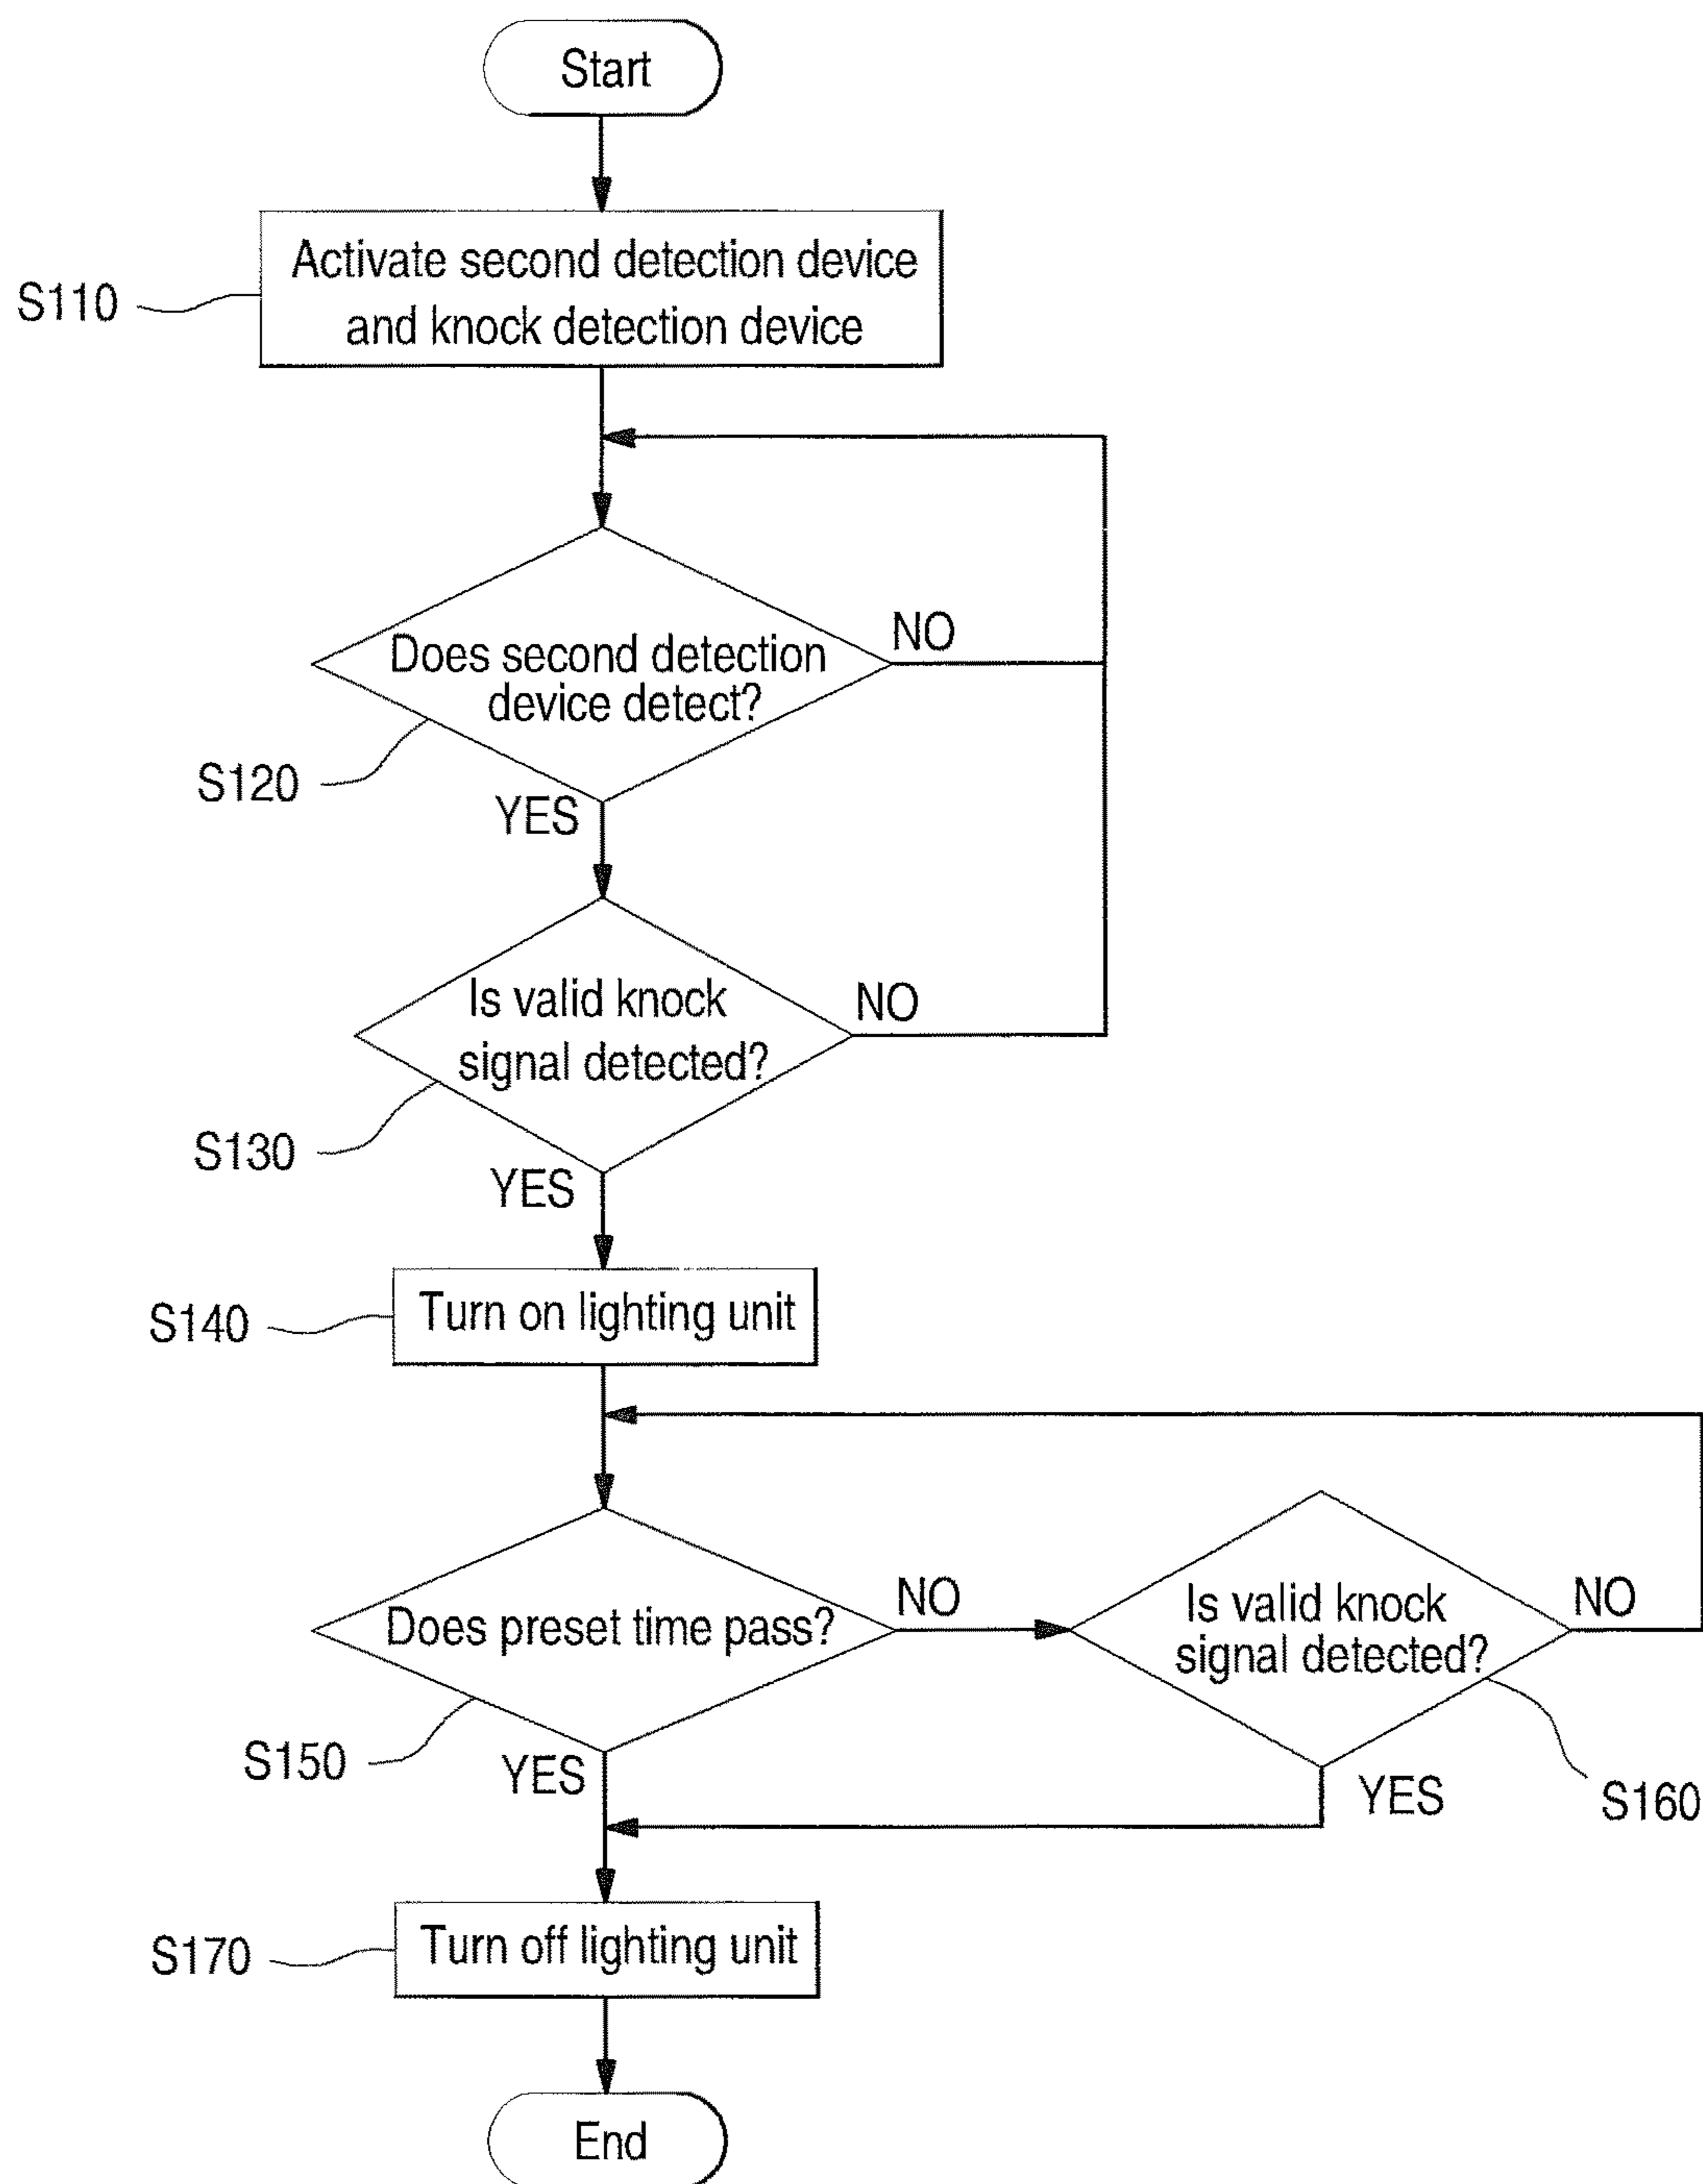 Start
Activate second detection device
and knock detection device
S110
NO
Does second detection
device detect?
S120
YES
Is valid knock
signal detected?
NO
S130
YES
Turn on lighting unit
S140
Does preset time pass?
NO
Is valid knock
signal detected?
NO
S150
YES
YES
S160
Turn off lighting unit
S170
End